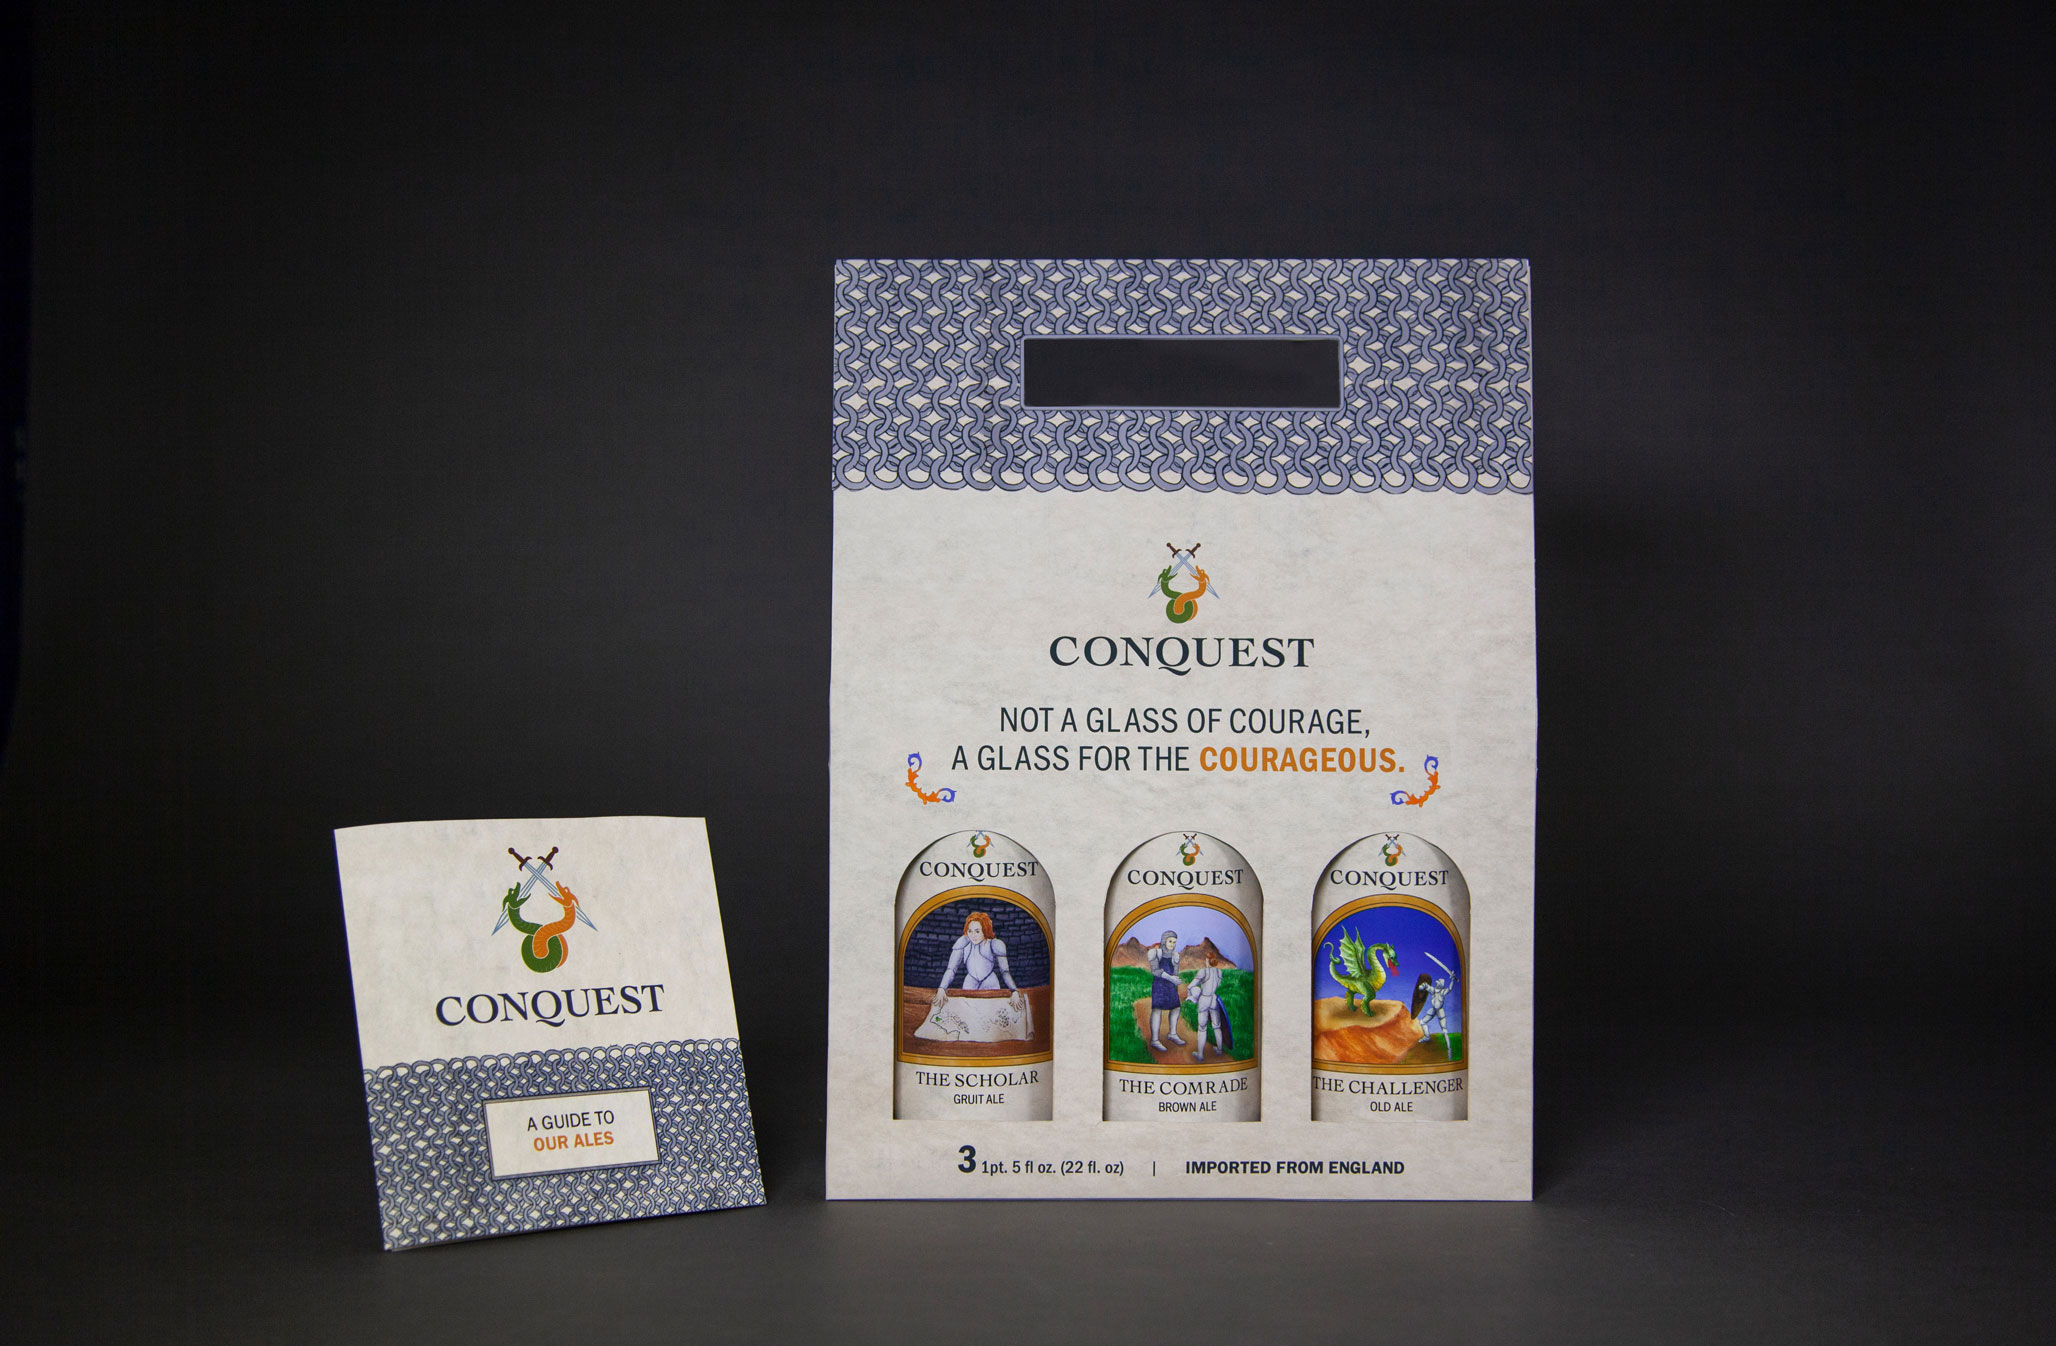 CONQUEST
A GUIDE TO
OUR ALES
CONQUEST
NOT A GLASS OF COURAGE,
A GLASS FOR THE COURAGEOUS.
CONQUEST
THE SCHOLAR
GRUIT ALE
CONQUEST
THE COMRADE
BROWN ALE
CONQUEST
THE CHALLENGER
OLD ALE
3 1pt. 5 fl oz. (22 fl. oz) | IMPORTED FROM ENGLAND